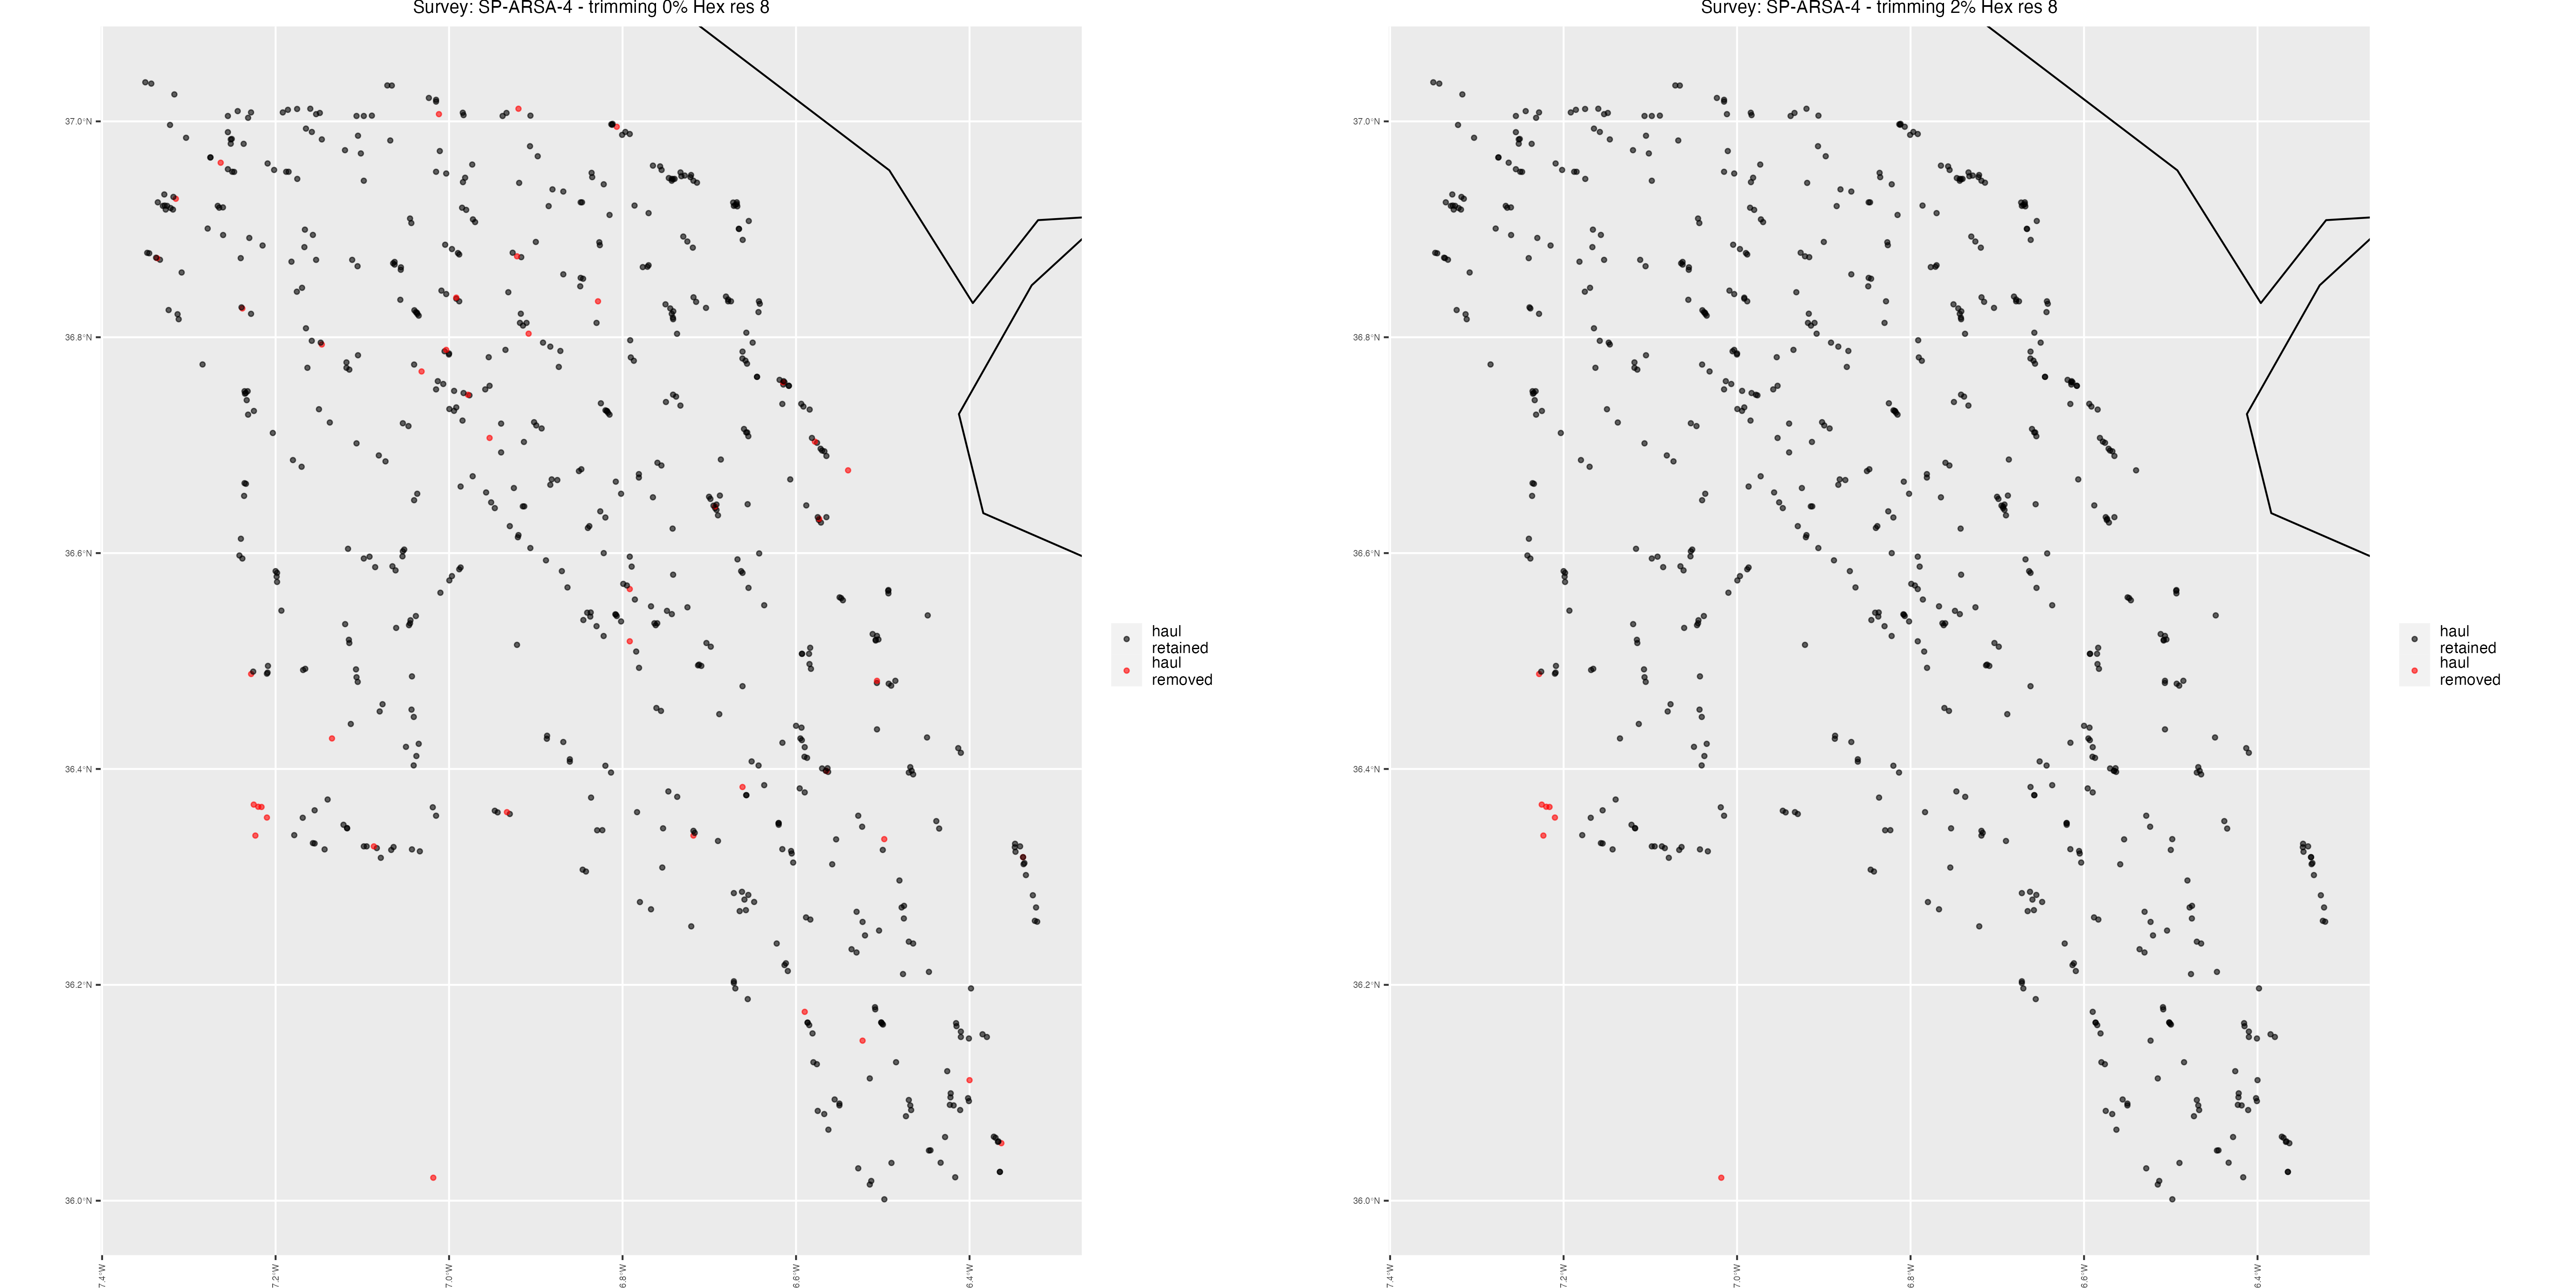 Survey: SP-ARSA-4 - trimming 0% Hex res 8
37.0°N
36.8°N
36.6°N
36.4°N
36.2°N
36.0°N
7.4°W
7.2°W
7.0°W
6.8°W
6.6°W
6.4°W
haul
retained
haul
removed
Survey: SP-ARSA-4 - trimming 2% Hex res 8
37.0°N
36.8°N
36.6°N
36.4°N
36.2°N
36.0°N
7.4°W
7.2°W
7.0°W
6.8°W
6.6°W
6.4°W
haul
retained
haul
removed